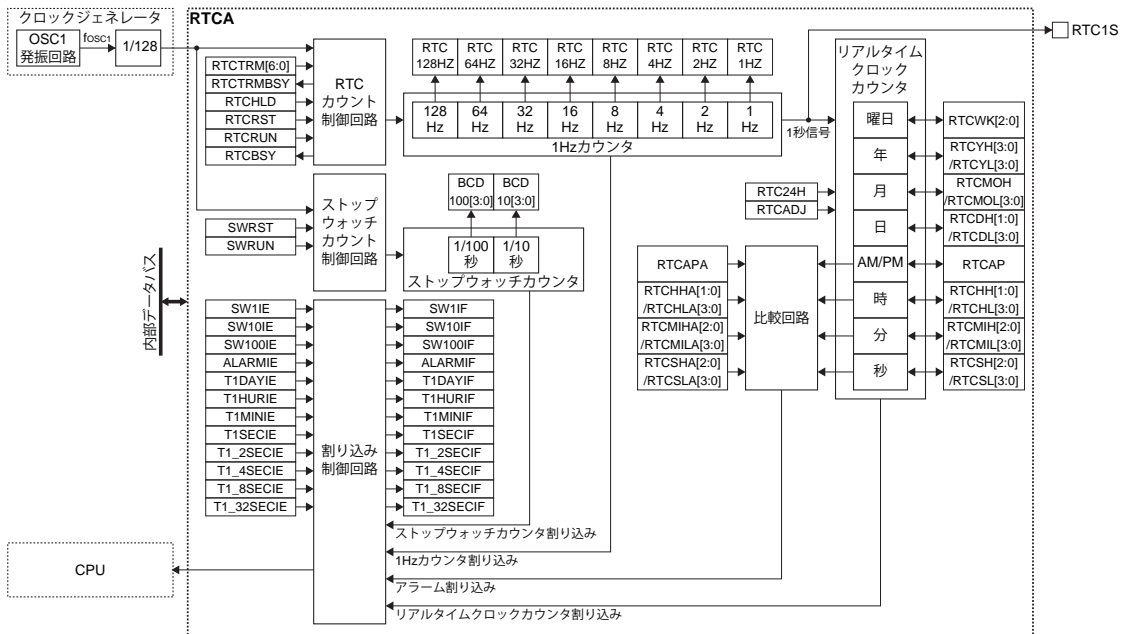 クロックジェネレータ
OSC1
発振回路
fOSC1
1/128
RTCA
RTCTRM[6:0]
RTCTRMBSY
RTCHLD
RTCRST
RTCRUN
RTCBSY
RTC
カウント
制御回路
RTC
128HZ
RTC
64HZ
RTC
32HZ
RTC
16HZ
RTC
8HZ
RTC
4HZ
RTC
2HZ
RTC
1HZ
128
Hz
64
Hz
32
Hz
16
Hz
8
Hz
4
Hz
2
Hz
1
Hz
1Hzカウンタ
1秒信号
RTC1S
リアルタイム
クロック
カウンタ
曜日
年
月
日
AM/PM
時
分
秒
RTCWK[2:0]
RTCYH[3:0]
/RTCYL[3:0]
RTCMOH
/RTCMOL[3:0]
RTCDH[1:0]
/RTCDL[3:0]
RTCAP
RTCHH[1:0]
/RTCHL[3:0]
RTCMIH[2:0]
/RTCMIL[3:0]
RTCSH[2:0]
/RTCSL[3:0]
RTC24H
RTCADJ
SWRST
SWRUN
ストップ
ウォッチ
カウント
制御回路
BCD
100[3:0]
BCD
10[3:0]
1/100
秒
1/10
秒
ストップウォッチカウンタ
RTCAPA
RTCHHA[1:0]
/RTCHLA[3:0]
RTCMIHA[2:0]
/RTCMILA[3:0]
RTCSHA[2:0]
/RTCSLA[3:0]
比較回路
内部データバス
SW1IE
SW10IE
SW100IE
ALARMIE
T1DAYIE
T1HURIE
T1MINIE
T1SECIE
T1_2SECIE
T1_4SECIE
T1_8SECIE
T1_32SECIE
割り込み
制御回路
SW1IF
SW10IF
SW100IF
ALARMIF
T1DAYIF
T1HURIF
T1MINIF
T1SECIF
T1_2SECIF
T1_4SECIF
T1_8SECIF
T1_32SECIF
ストップウォッチカウンタ割り込み
1Hzカウンタ割り込み
アラーム割り込み
リアルタイムクロックカウンタ割り込み
CPU